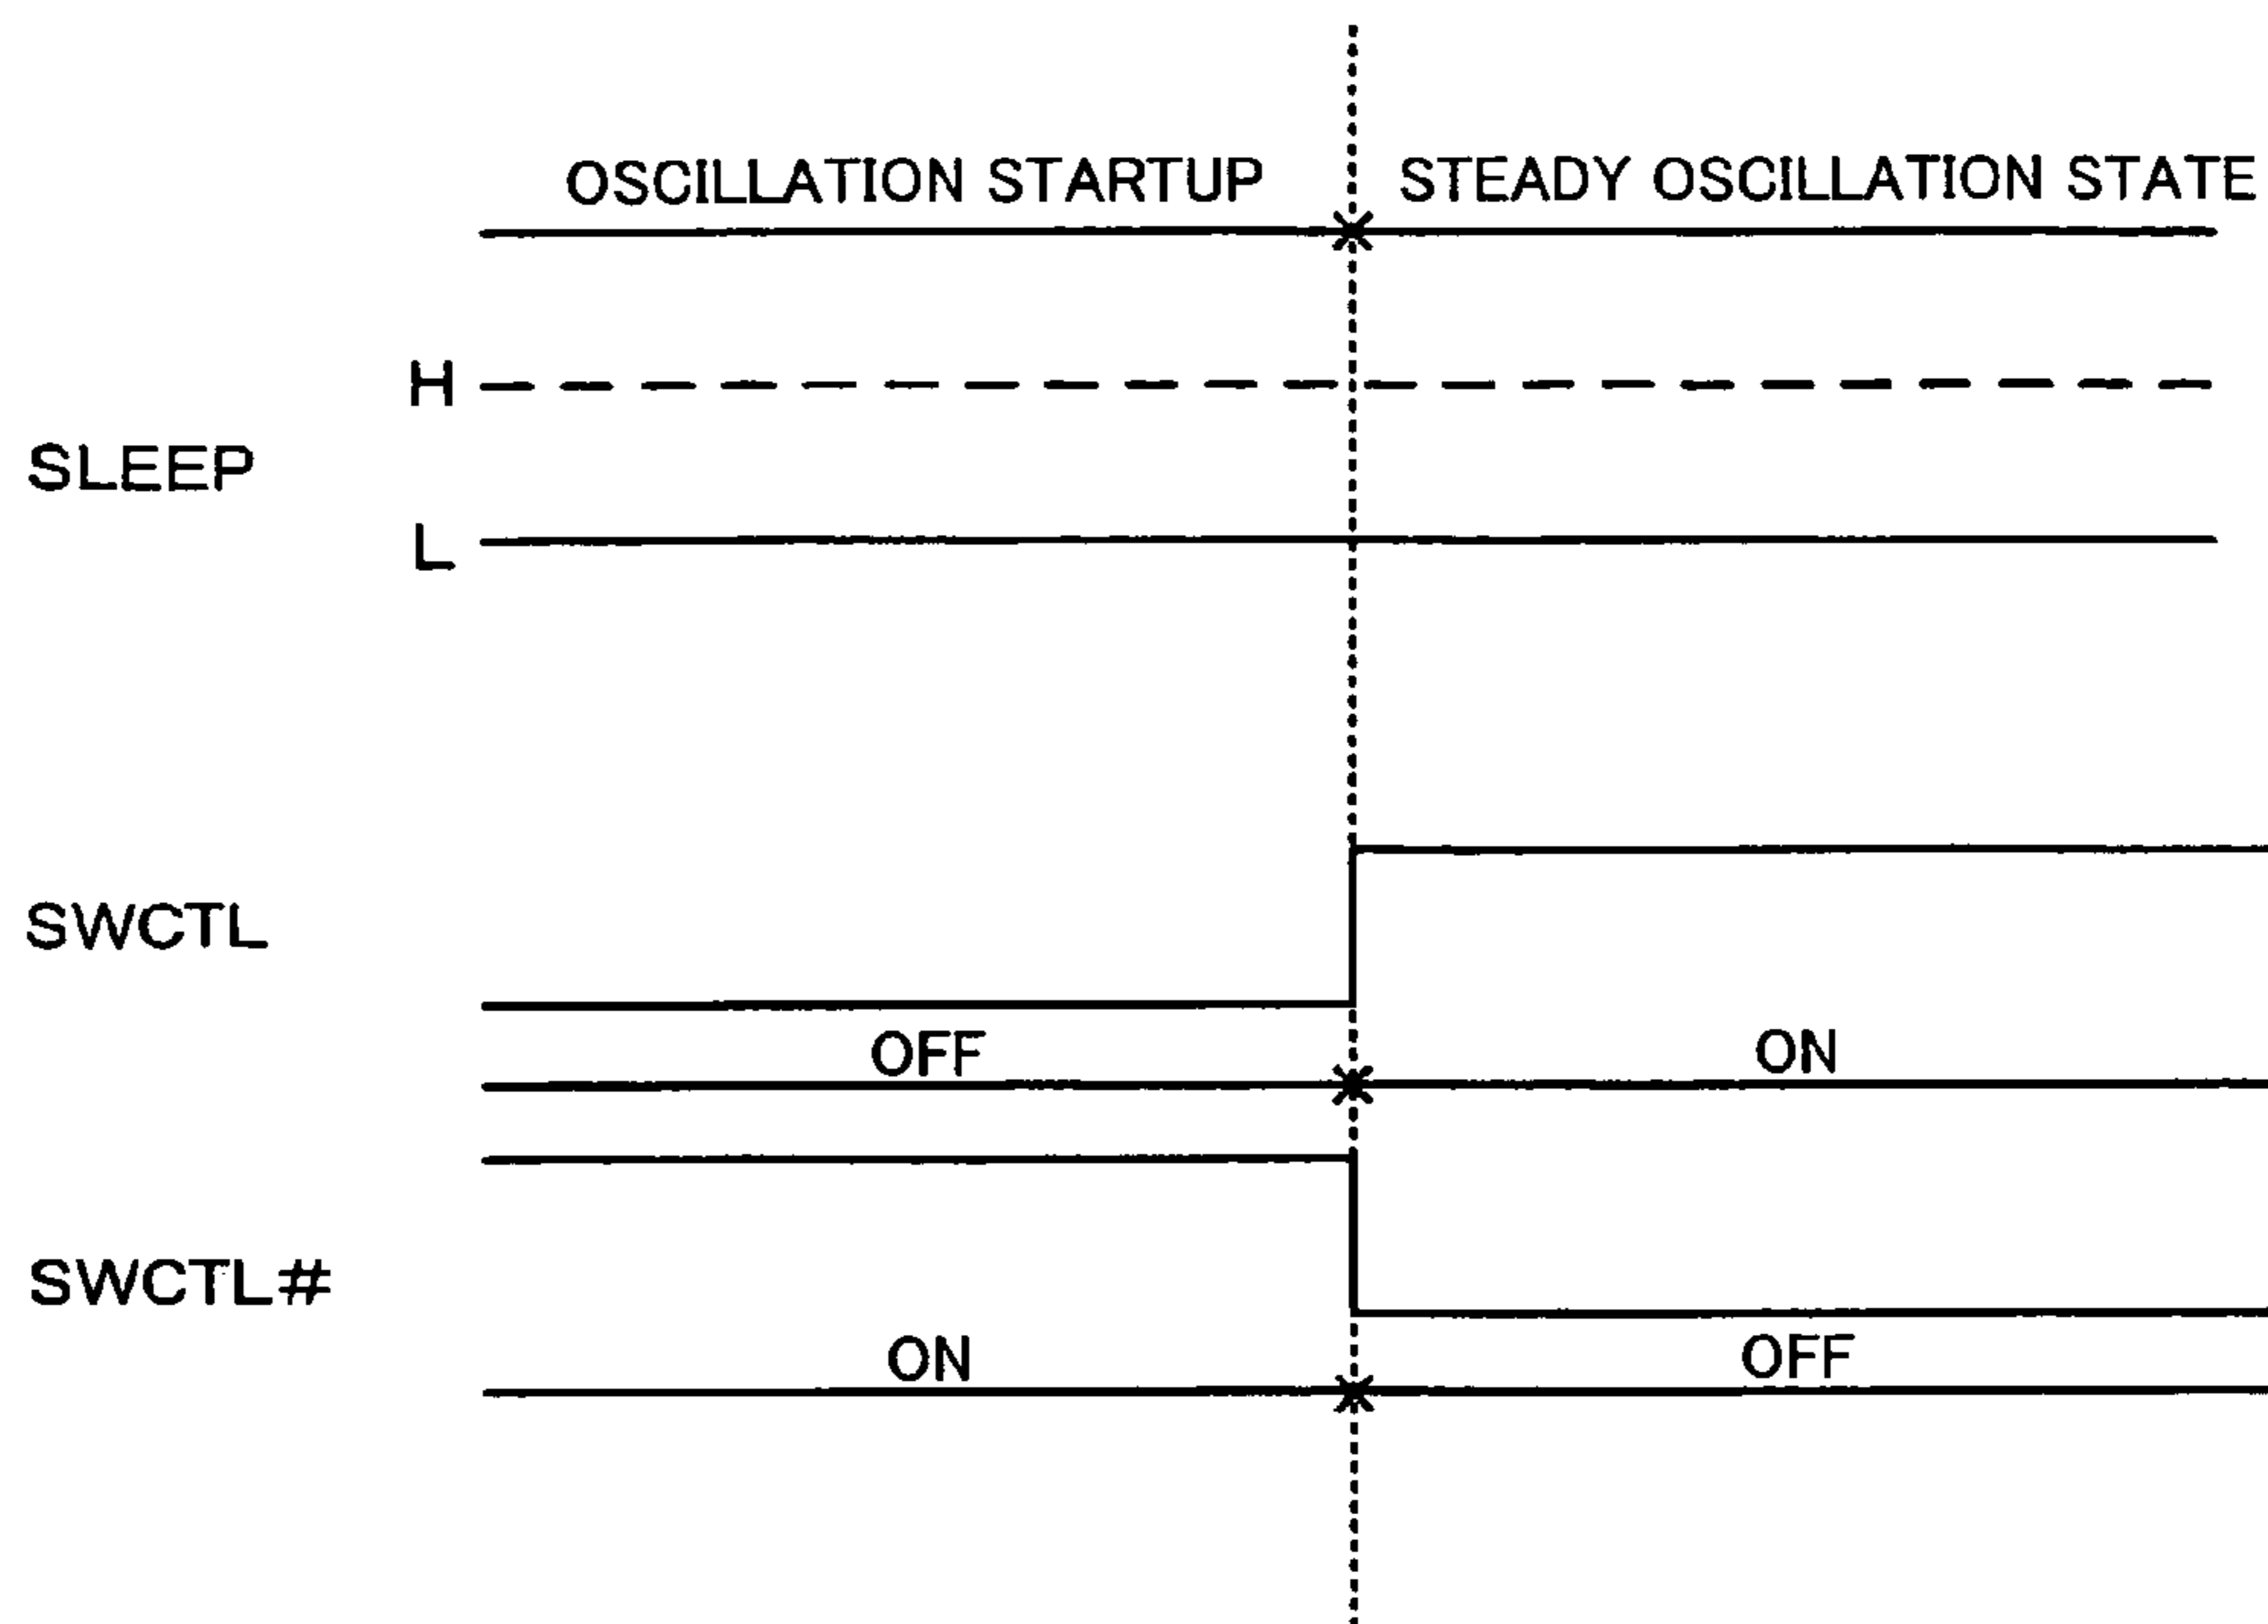 OSCILLATION STARTUP STEADY OSCILLATION STATE
H
SLEEP
L
SWCTL
OFF ON
SWCTL#
ON OFF